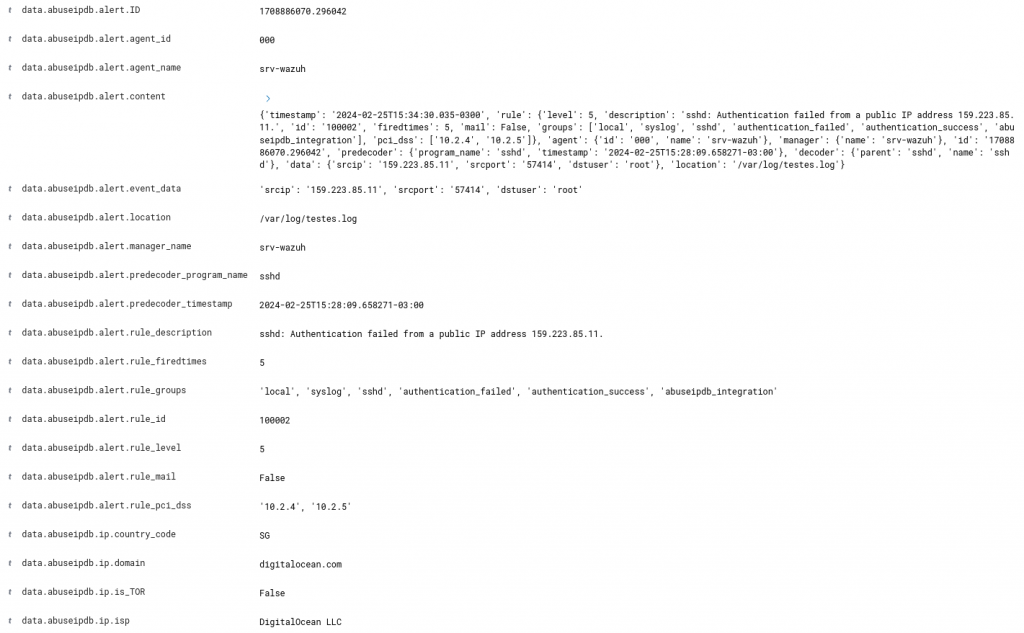 t data.abuseipdb.alert.ID 1708886070.296042
t data.abuseipdb.alert.agent_id 000
t data.abuseipdb.alert.agent_name srv-wazuh
t data.abuseipdb.alert.content
{'timestamp': '2024-02-25T15:34:30.035-0300', 'rule': {'level': 5, 'description': 'sshd: Authentication failed from a public IP address 159.223.85.
11.', 'id': '100002', 'firedtimes': 5, 'mail': False, 'groups': ['local', 'syslog', 'sshd', 'authentication_failed', 'authentication_success', 'abu
seipdb_integration'], 'pci_dss': ['10.2.4', '10.2.5']}, 'agent': {'id': '000', 'name': 'srv-wazuh'}, 'manager': {'name': 'srv-wazuh'}, 'id': '17088
86070.296042', 'predecoder': {'program_name': 'sshd', 'timestamp': '2024-02-25T15:28:09.658271-03:00'}, 'decoder': {'parent': 'sshd', 'name': 'ssh
d'}, 'data': {'srcip': '159.223.85.11', 'srcport': '57414', 'dstuser': 'root'}, 'location': '/var/log/testes.log'}
t data.abuseipdb.alert.event_data 'srcip': '159.223.85.11', 'srcport': '57414', 'dstuser': 'root'
t data.abuseipdb.alert.location /var/log/testes.log
t data.abuseipdb.alert.manager_name srv-wazuh
t data.abuseipdb.alert.predecoder_program_name sshd
t data.abuseipdb.alert.predecoder_timestamp 2024-02-25T15:28:09.658271-03:00
t data.abuseipdb.alert.rule_description sshd: Authentication failed from a public IP address 159.223.85.11.
t data.abuseipdb.alert.rule_firedtimes 5
t data.abuseipdb.alert.rule_groups 'local', 'syslog', 'sshd', 'authentication_failed', 'authentication_success', 'abuseipdb_integration'
t data.abuseipdb.alert.rule_id 100002
t data.abuseipdb.alert.rule_level 5
t data.abuseipdb.alert.rule_mail False
t data.abuseipdb.alert.rule_pci_dss '10.2.4', '10.2.5'
t data.abuseipdb.ip.country_code SG
t data.abuseipdb.ip.domain digitalocean.com
t data.abuseipdb.ip.is_TOR False
t data.abuseipdb.ip.isp DigitalOcean LLC